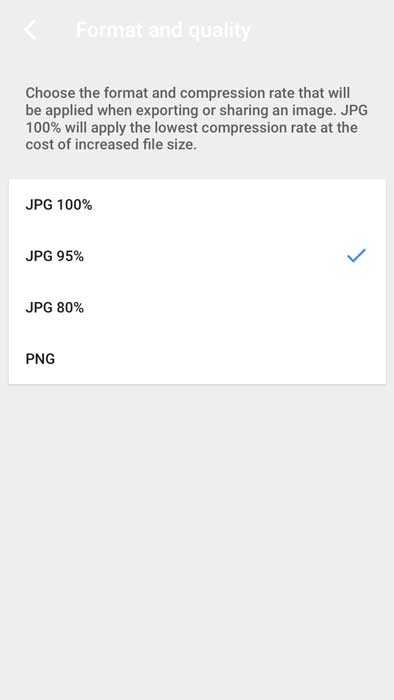 Format and quality
Choose the format and compression rate that will
be applied when exporting or sharing an image. JPG
100% will apply the lowest compression rate at the
cost of increased file size.
JPG 100%
JPG 95%
JPG 80%
PNG